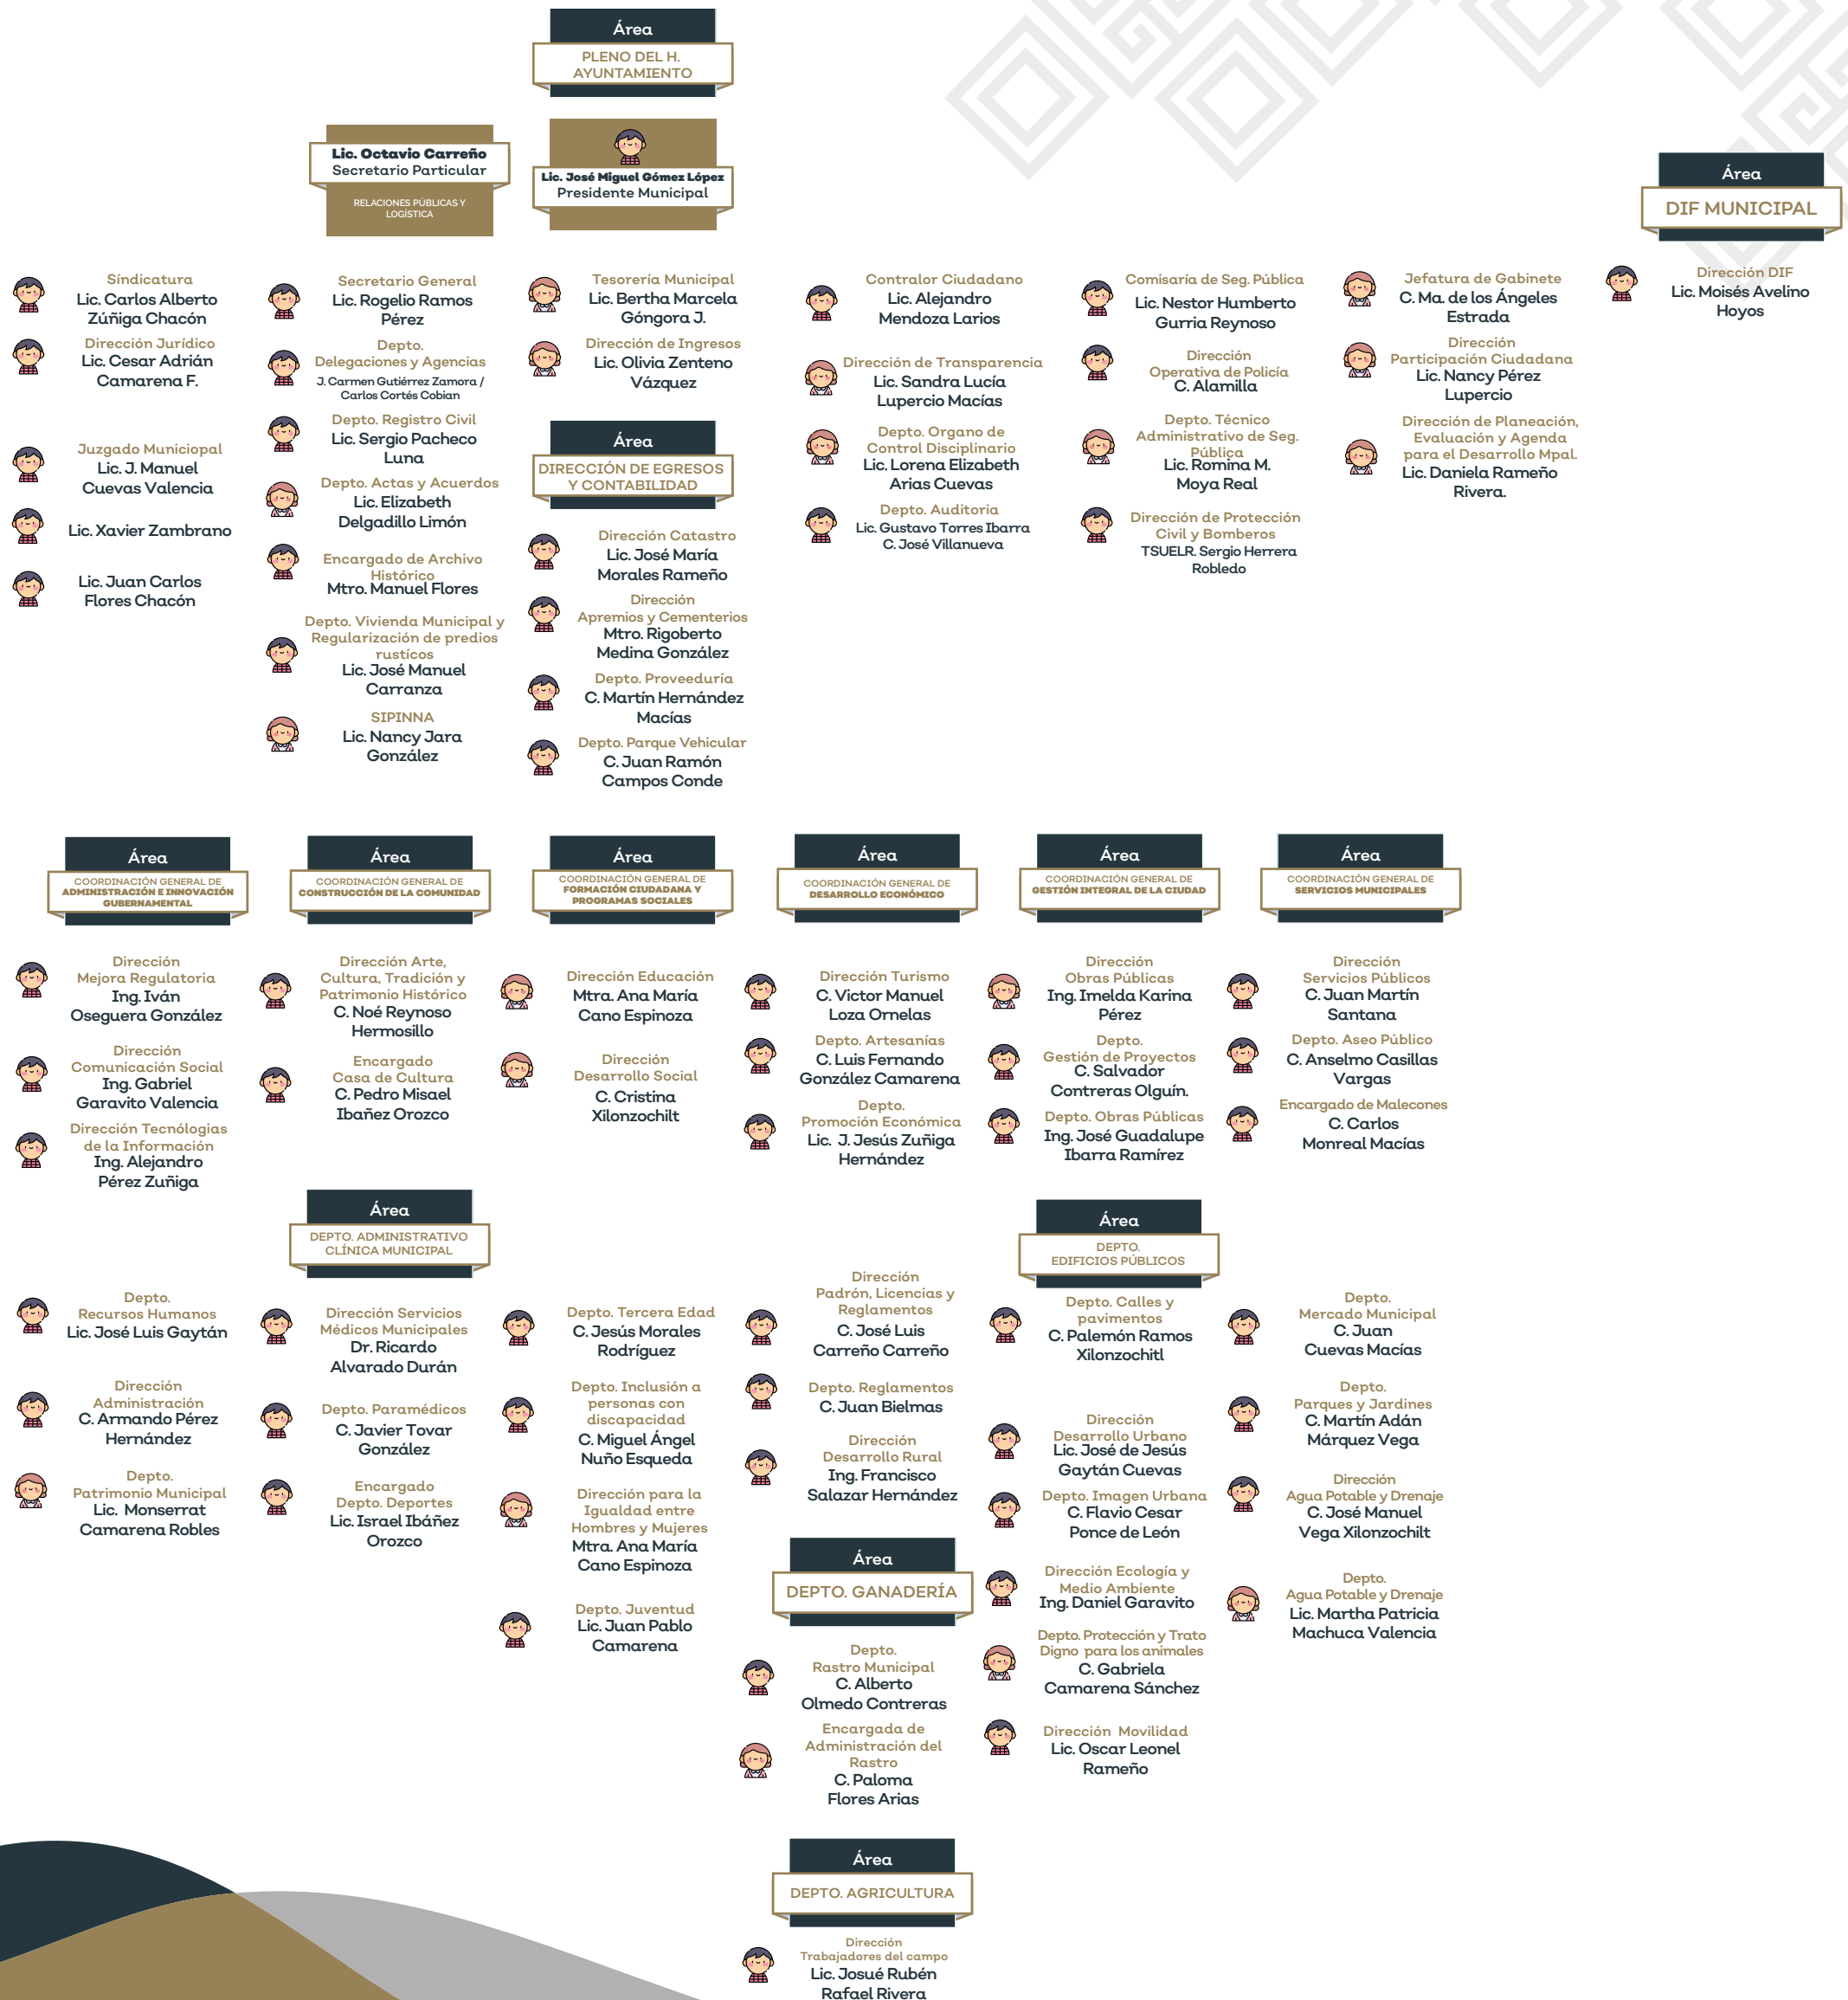 Área
PLENO DEL H.
AYUNTAMIENTO
Lic. Octavio Carreño
Secretario Particular
RELACIONES PÚBLICAS Y
LOGÍSTICA
Lic. José Miguel Gómez López
Presidente Municipal
Área
DIF MUNICIPAL
Síndicatura
Lic. Carlos Alberto
Zúñiga Chacón
Dirección Jurídico
Lic. Cesar Adrián
Camarena F.
Juzgado Municiopal
Lic. J. Manuel
Cuevas Valencia
Lic. Xavier Zambrano
Lic. Juan Carlos
Flores Chacón
Secretario General
Lic. Rogelio Ramos
Pérez
Depto.
Delegaciones y Agencias
J. Carmen Gutiérrez Zamora /
Carlos Cortés Cobian
Depto. Registro Civil
Lic. Sergio Pacheco
Luna
Depto. Actas y Acuerdos
Lic. Elizabeth
Delgadillo Limón
Encargado de Archivo
Histórico
Mtro. Manuel Flores
Depto. Vivienda Municipal y
Regularización de predios
rustícos
Lic. José Manuel
Carranza
SIPINNA
Lic. Nancy Jara
González
Tesorería Municipal
Lic. Bertha Marcela
Góngora J.
Dirección de Ingresos
Lic. Olivia Zenteno
Vázquez
Área
DIRECCIÓN DE EGRESOS
Y CONTABILIDAD
Dirección Catastro
Lic. José María
Morales Rameño
Dirección
Apremios y Cementerios
Mtro. Rigoberto
Medina González
Depto. Proveeduría
C. Martín Hernández
Macías
Depto. Parque Vehicular
C. Juan Ramón
Campos Conde
Contralor Ciudadano
Lic. Alejandro
Mendoza Larios
Dirección de Transparencia
Lic. Sandra Lucía
Lupercio Macías
Depto. Organo de
Control Disciplinario
Lic. Lorena Elizabeth
Arias Cuevas
Depto. Auditoria
Lic. Gustavo Torres Ibarra
C. José Villanueva
Comisaría de Seg. Pública
Lic. Nestor Humberto
Gurria Reynoso
Dirección
Operativa de Policía
C. Alamilla
Depto. Técnico
Administrativo de Seg.
Pública
Lic. Romina M.
Moya Real
Dirección de Protección
Civil y Bomberos
TSUELR. Sergio Herrera
Robledo
Jefatura de Gabinete
C. Ma. de los Ángeles
Estrada
Dirección
Participación Ciudadana
Lic. Nancy Pérez
Lupercio
Dirección de Planeación,
Evaluación y Agenda
para el Desarrollo Mpal.
Lic. Daniela Rameño
Rivera.
Dirección DIF
Lic. Moisés Avelino
Hoyos
Área
COORDINACIÓN GENERAL DE
ADMINISTRACIÓN E INNOVACIÓN
GUBERNAMENTAL
Dirección
Mejora Regulatoria
Ing. Iván
Oseguera González
Dirección
Comunicación Social
Ing. Gabriel
Garavito Valencia
Dirección Tecnólogias
de la Información
Ing. Alejandro
Pérez Zuñiga
Depto.
Recursos Humanos
Lic. José Luis Gaytán
Dirección
Administración
C. Armando Pérez
Hernández
Depto.
Patrimonio Municipal
Lic. Monserrat
Camarena Robles
Área
COORDINACIÓN GENERAL DE
CONSTRUCCIÓN DE LA COMUNIDAD
Dirección Arte,
Cultura, Tradición y
Patrimonio Histórico
C. Noé Reynoso
Hermosillo
Encargado
Casa de Cultura
C. Pedro Misael
Ibañez Orozco
Área
DEPTO. ADMINISTRATIVO
CLÍNICA MUNICIPAL
Dirección Servicios
Médicos Municipales
Dr. Ricardo
Alvarado Durán
Depto. Paramédicos
C. Javier Tovar
González
Encargado
Depto. Deportes
Lic. Israel Ibáñez
Orozco
Área
COORDINACIÓN GENERAL DE
FORMACIÓN CIUDADANA Y
PROGRAMAS SOCIALES
Dirección Educación
Mtra. Ana María
Cano Espinoza
Dirección
Desarrollo Social
C. Cristina
Xilonzochilt
Depto. Tercera Edad
C. Jesús Morales
Rodríguez
Depto. Inclusión a
personas con
discapacidad
C. Miguel Ángel
Nuño Esqueda
Dirección para la
Igualdad entre
Hombres y Mujeres
Mtra. Ana María
Cano Espinoza
Depto. Juventud
Lic. Juan Pablo
Camarena
Área
COORDINACIÓN GENERAL DE
DESARROLLO ECONÓMICO
Dirección Turismo
C. Victor Manuel
Loza Ornelas
Depto. Artesanías
C. Luis Fernando
González Camarena
Depto.
Promoción Económica
Lic. J. Jesús Zuñiga
Hernández
Dirección
Padrón, Licencias y
Reglamentos
C. José Luis
Carreño Carreño
Depto. Reglamentos
C. Juan Bielmas
Dirección
Desarrollo Rural
Ing. Francisco
Salazar Hernández
Área
DEPTO. GANADERÍA
Depto.
Rastro Municipal
C. Alberto
Olmedo Contreras
Encargada de
Administración del
Rastro
C. Paloma
Flores Arias
Área
DEPTO. AGRICULTURA
Dirección
Trabajadores del campo
Lic. Josué Rubén
Rafael Rivera
Área
COORDINACIÓN GENERAL DE
GESTIÓN INTEGRAL DE LA CIUDAD
Dirección
Obras Públicas
Ing. Imelda Karina
Pérez
Depto.
Gestión de Proyectos
C. Salvador
Contreras Olguín.
Depto. Obras Públicas
Ing. José Guadalupe
Ibarra Ramírez
Área
DEPTO.
EDIFICIOS PÚBLICOS
Depto. Calles y
pavimentos
C. Palemón Ramos
Xilonzochitl
Dirección
Desarrollo Urbano
Lic. José de Jesús
Gaytán Cuevas
Depto. Imagen Urbana
C. Flavio Cesar
Ponce de León
Dirección Ecología y
Medio Ambiente
Ing. Daniel Garavito
Depto. Protección y Trato
Digno para los animales
C. Gabriela
Camarena Sánchez
Dirección Movilidad
Lic. Oscar Leonel
Rameño
Área
COORDINACIÓN GENERAL DE
SERVICIOS MUNICIPALES
Dirección
Servicios Públicos
C. Juan Martín
Santana
Depto. Aseo Público
C. Anselmo Casillas
Vargas
Encargado de Malecones
C. Carlos
Monreal Macías
Depto.
Mercado Municipal
C. Juan
Cuevas Macías
Depto.
Parques y Jardines
C. Martín Adán
Márquez Vega
Dirección
Agua Potable y Drenaje
C. José Manuel
Vega Xilonzochilt
Depto.
Agua Potable y Drenaje
Lic. Martha Patricia
Machuca Valencia